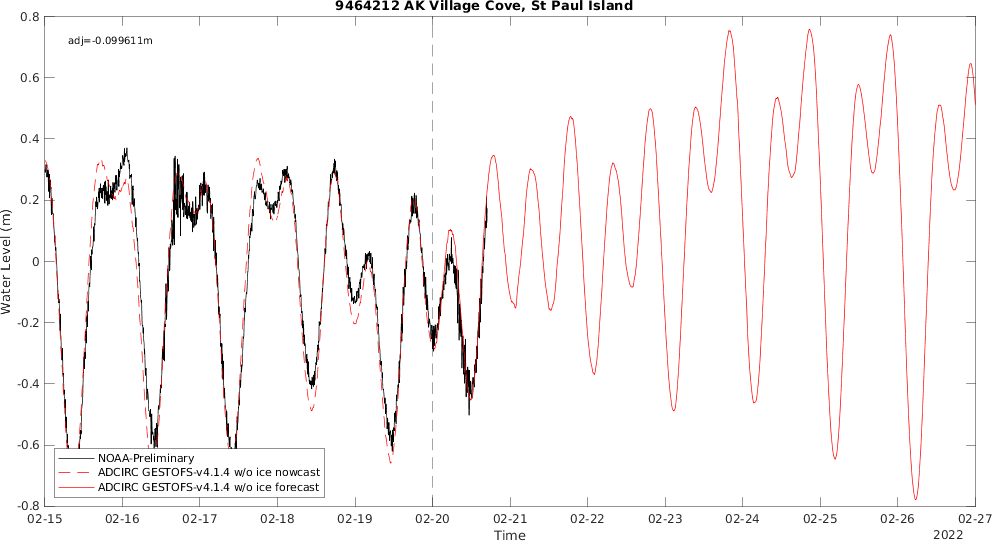 9464212 AK Village Cove, St Paul Island
adj=-0.099611m
0.8
0.6
0.4
0.2
0
-0.2
-0.4
-0.6
-0.8
Water Level (m)
NOAA-Preliminary
ADCIRC GESTOFS-v4.1.4 w/o ice nowcast
ADCIRC GESTOFS-v4.1.4 w/o ice forecast
02-15 02-16 02-17 02-18 02-19 02-20 02-21 02-22 02-23 02-24 02-25 02-26 02-27
Time
2022